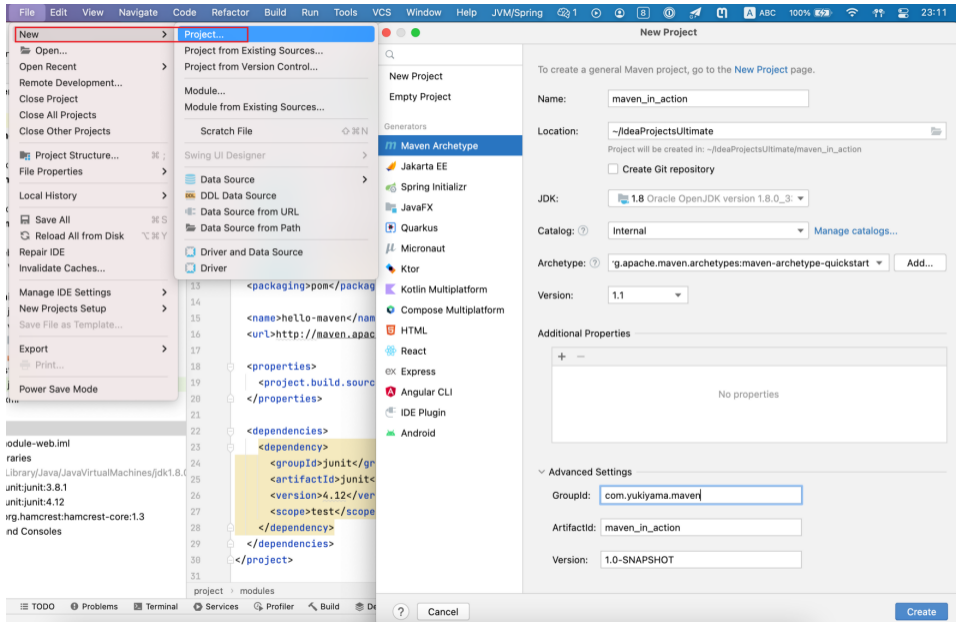 File Edit View Navigate Code Refactor Build Run Tools VCS Window Help JVM/Spring 1 8 A ABC 100% 23:11
New
Open...
Open Recent
Remote Development...
Close Project
Close All Projects
Close Other Projects
Project Structure... ⌘ ;
File Properties
Local History
Save All ⌘ S
Reload All from Disk ⌥ ⌘ Y
Repair IDE
Invalidate Caches...
Manage IDE Settings
New Projects Setup
Save File as Template...
Export
Print...
Power Save Mode
Project...
Project from Existing Sources...
Project from Version Control...
Module...
Module from Existing Sources...
Scratch File ⇧ ⌘ N
Swing UI Designer
Data Source
DDL Data Source
Data Source from URL
Data Source from Path
Driver and Data Source
Driver
odule-web.iml
raries
Library/Java/JavaVirtualMachines/jdk1.8.0
unit:junit:3.8.1
unit:junit:4.12
org.hamcrest:hamcrest-core:1.3
nd Consoles
13 <packaging>pom</packag
14
15 <name>hello-maven</nam
16 <url>http://maven.apac
17
18 <properties>
19 <project.build.sourc
20 </properties>
21
22 <dependencies>
23 <dependency>
24 <groupId>junit</gr
25 <artifactId>junit<
26 <version>4.12</ver
27 <scope>test</scope
28 </dependency>
29 </dependencies>
30 </project>
31
project > modules
TODO Problems Terminal Services Profiler Build De
New Project
New Project
Empty Project
Generators
Maven Archetype
Jakarta EE
Spring Initializr
JavaFX
Quarkus
Micronaut
Ktor
Kotlin Multiplatform
Compose Multiplatform
HTML
React
Express
Angular CLI
IDE Plugin
Android
To create a general Maven project, go to the New Project page.
Name: maven_in_action
Location: ~/IdeaProjectsUltimate
Project will be created in: ~/IdeaProjectsUltimate/maven_in_action
Create Git repository
JDK: 1.8 Oracle OpenJDK version 1.8.0_3
Catalog: ? Internal Manage catalogs...
Archetype: ? g.apache.maven.archetypes:maven-archetype-quickstart Add...
Version: 1.1
Additional Properties
+ −
No properties
Advanced Settings
GroupId: com.yukiyama.maven
ArtifactId: maven_in_action
Version: 1.0-SNAPSHOT
? Cancel Create